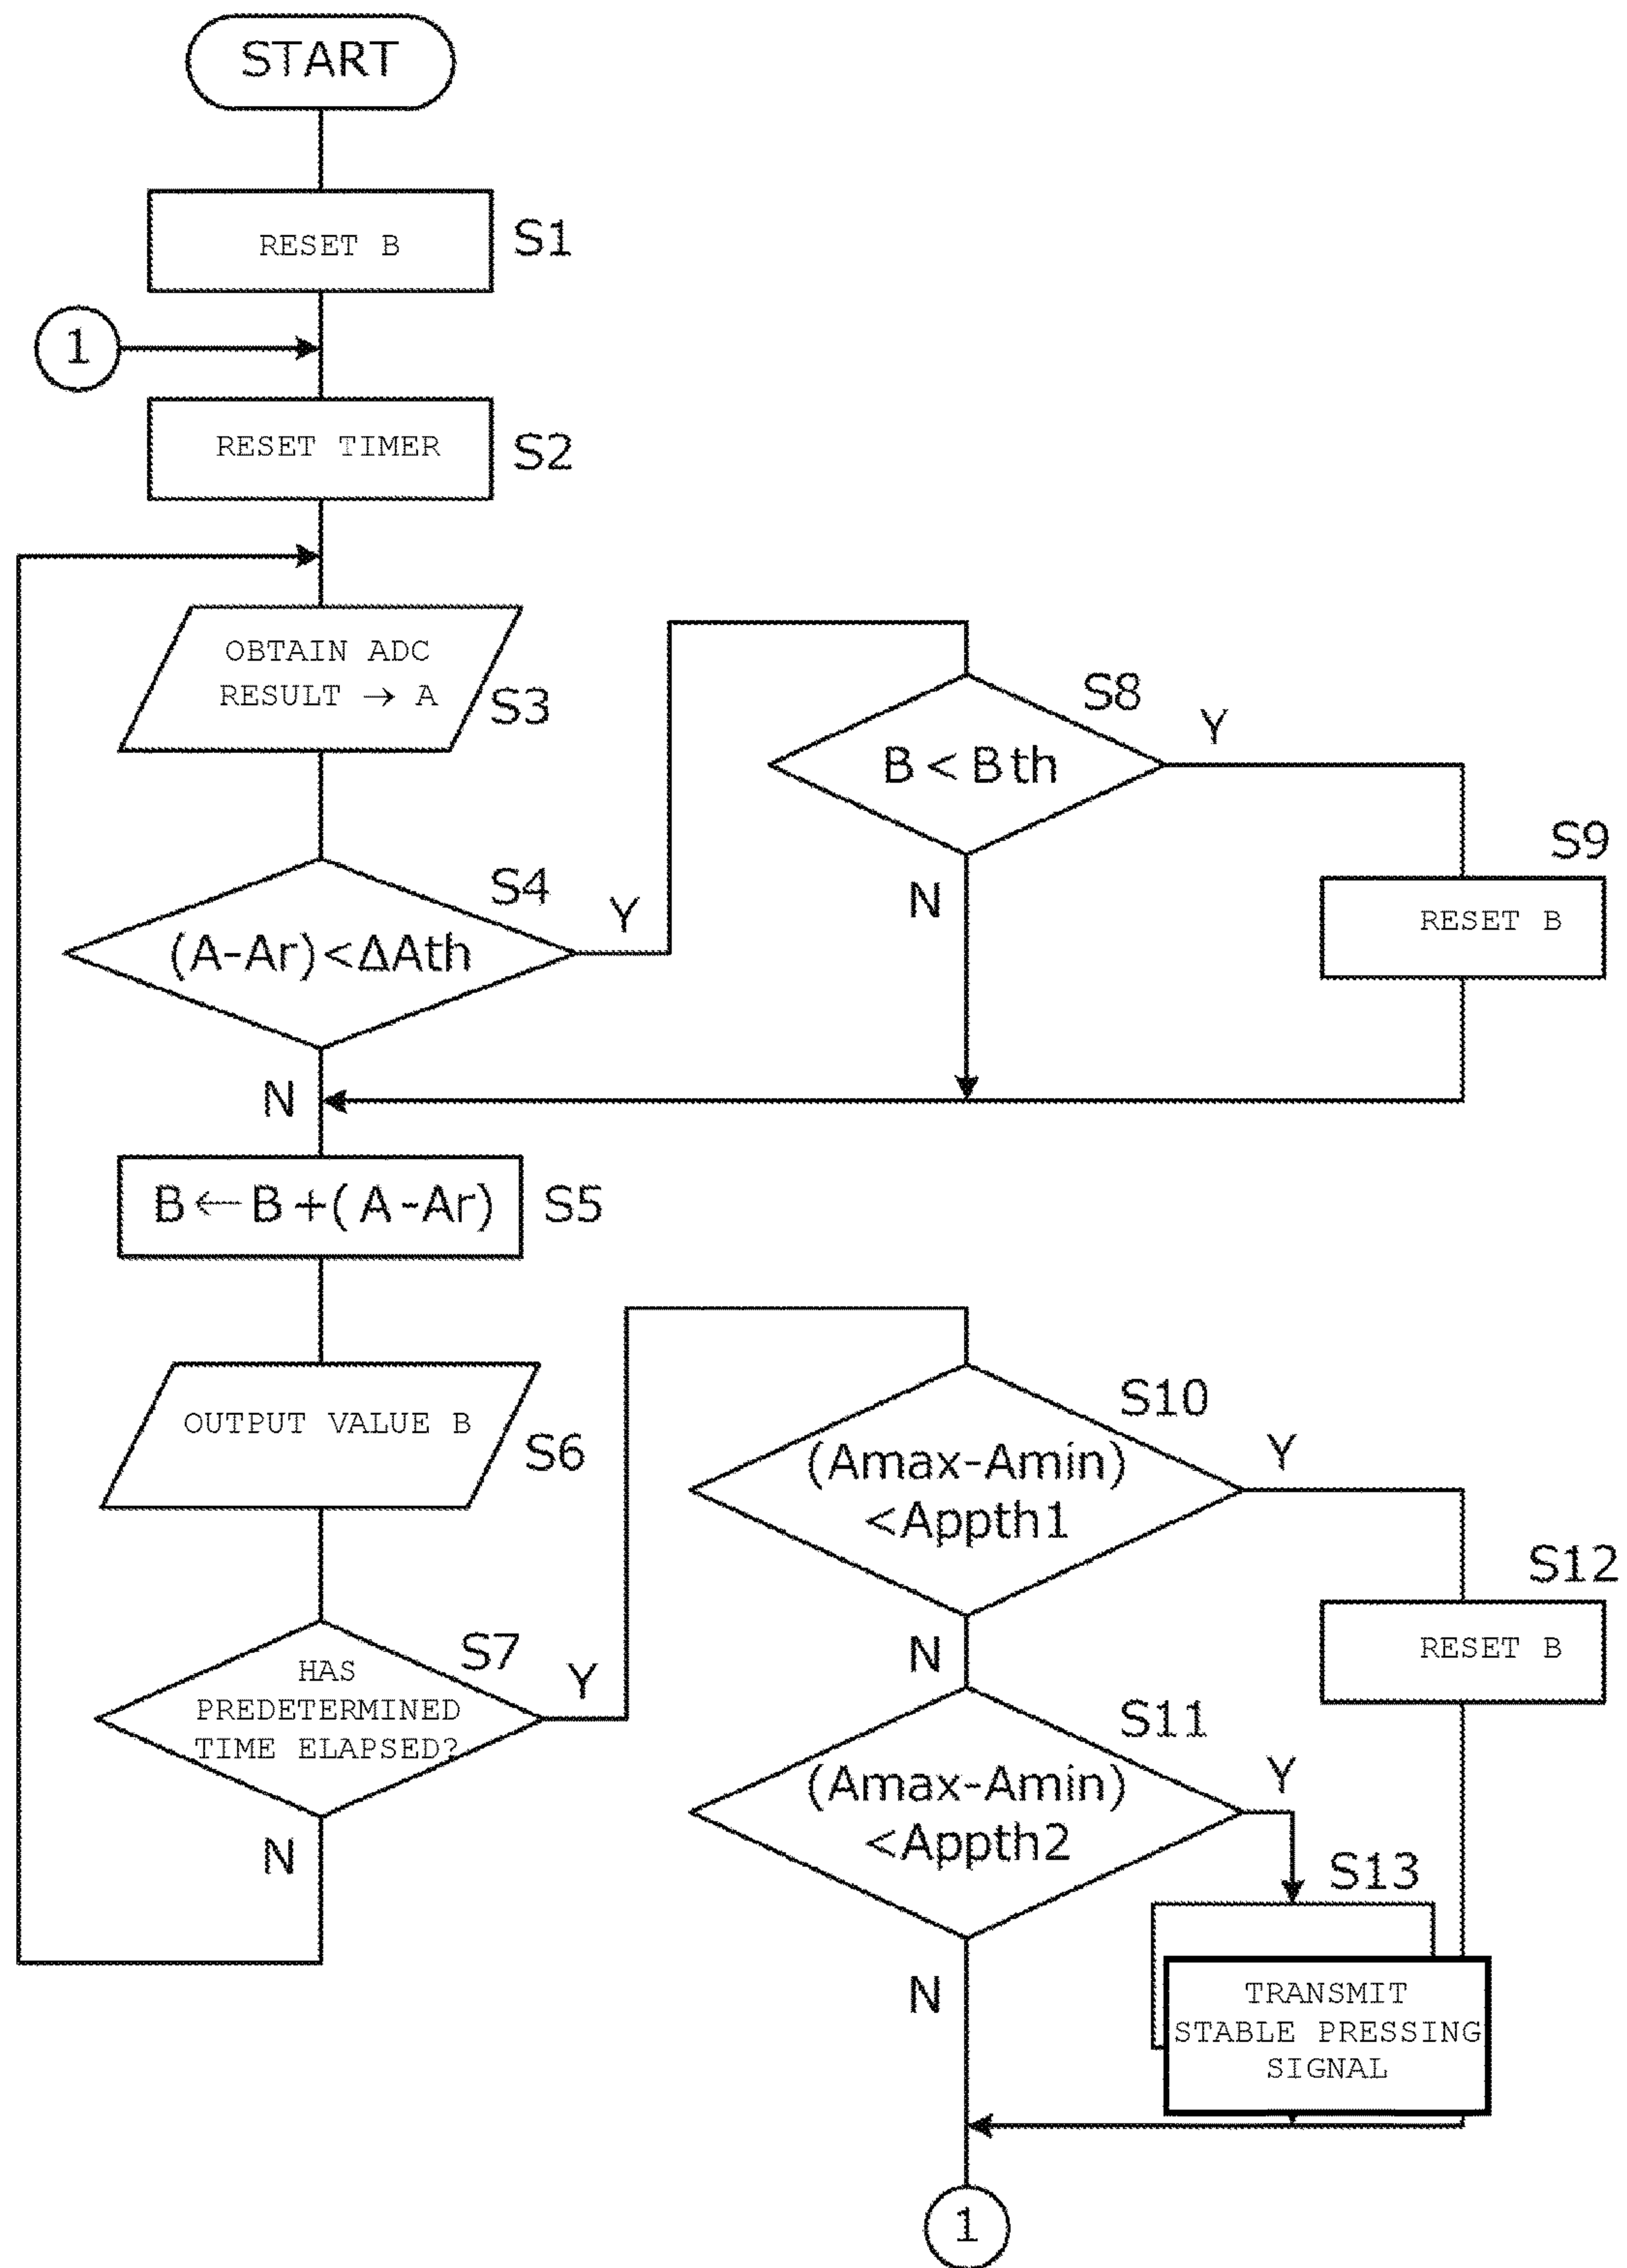 START
RESET B
S1
1
RESET TIMER
S2
OBTAIN ADC
RESULT → A
S3
(A-Ar)<ΔAth
S4
Y
N
B < Bth
S8
Y
N
RESET B
S9
B ← B +( A -Ar)
S5
OUTPUT VALUE B
S6
HAS
PREDETERMINED
TIME ELAPSED?
S7
Y
N
(Amax-Amin)
<Appth1
S10
Y
N
RESET B
S12
(Amax-Amin)
<Appth2
S11
Y
N
S13
TRANSMIT
STABLE PRESSING
SIGNAL
1